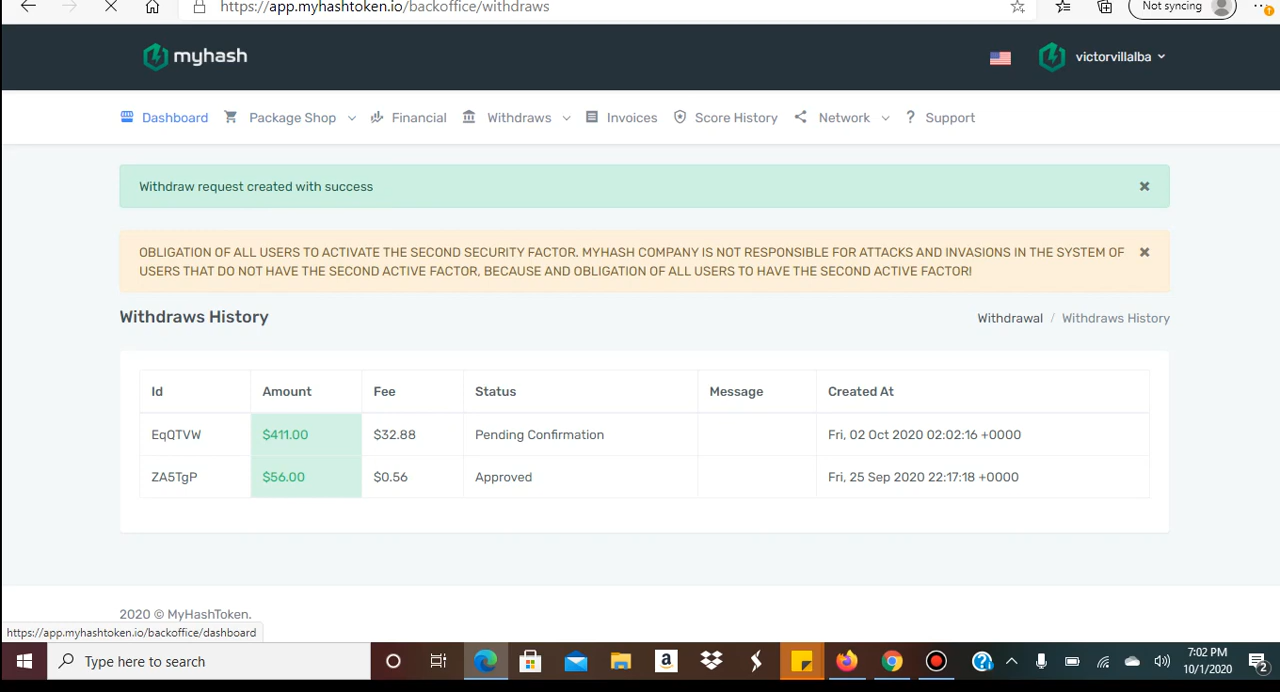 https://app.myhashtoken.io/backoffice/withdraws
Not syncing
myhash
victorvillalba
Dashboard Package Shop Financial Withdraws Invoices Score History Network ? Support
Withdraw request created with success ×
OBLIGATION OF ALL USERS TO ACTIVATE THE SECOND SECURITY FACTOR. MYHASH COMPANY IS NOT RESPONSIBLE FOR ATTACKS AND INVASIONS IN THE SYSTEM OF ×
USERS THAT DO NOT HAVE THE SECOND ACTIVE FACTOR, BECAUSE AND OBLIGATION OF ALL USERS TO HAVE THE SECOND ACTIVE FACTOR!
Withdraws History
Withdrawal / Withdraws History
Id Amount Fee Status Message Created At
EqQTVW $411.00 $32.88 Pending Confirmation Fri, 02 Oct 2020 02:02:16 +0000
ZA5TgP $56.00 $0.56 Approved Fri, 25 Sep 2020 22:17:18 +0000
2020 © MyHashToken.
https://app.myhashtoken.io/backoffice/dashboard
Type here to search
a
?
7:02 PM
10/1/2020
2